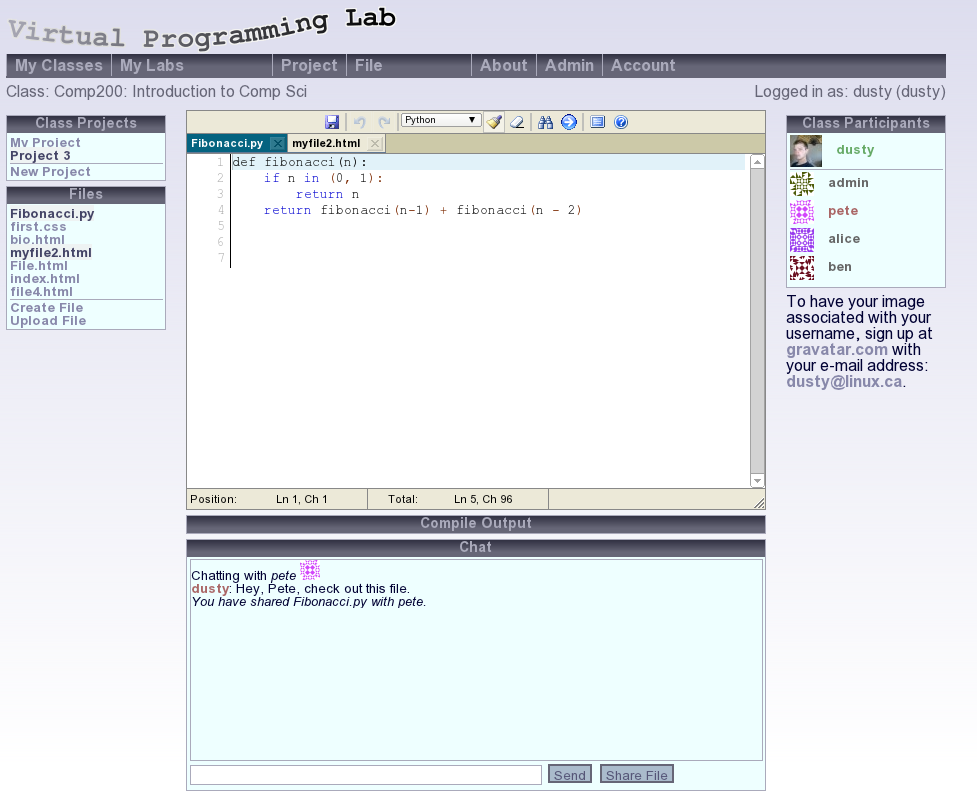 Virtual Programming Lab
My Classes My Labs Project File About Admin Account
Class: Comp200: Introduction to Comp Sci
Logged in as: dusty (dusty)
Class Projects
My Project
Project 3
New Project
Files
Fibonacci.py
first.css
bio.html
myfile2.html
File.html
index.html
file4.html
Create File
Upload File
Python
Fibonacci.py myfile2.html
1 def fibonacci(n):
2 if n in (0, 1):
3 return n
4 return fibonacci(n-1) + fibonacci(n - 2)
5
6
7
Position: Ln 1, Ch 1 Total: Ln 5, Ch 96
Compile Output
Chat
Chatting with pete
dusty: Hey, Pete, check out this file.
You have shared Fibonacci.py with pete.
Send Share File
Class Participants
dusty
admin
pete
alice
ben
To have your image
associated with your
username, sign up at
gravatar.com with
your e-mail address:
dusty@linux.ca.